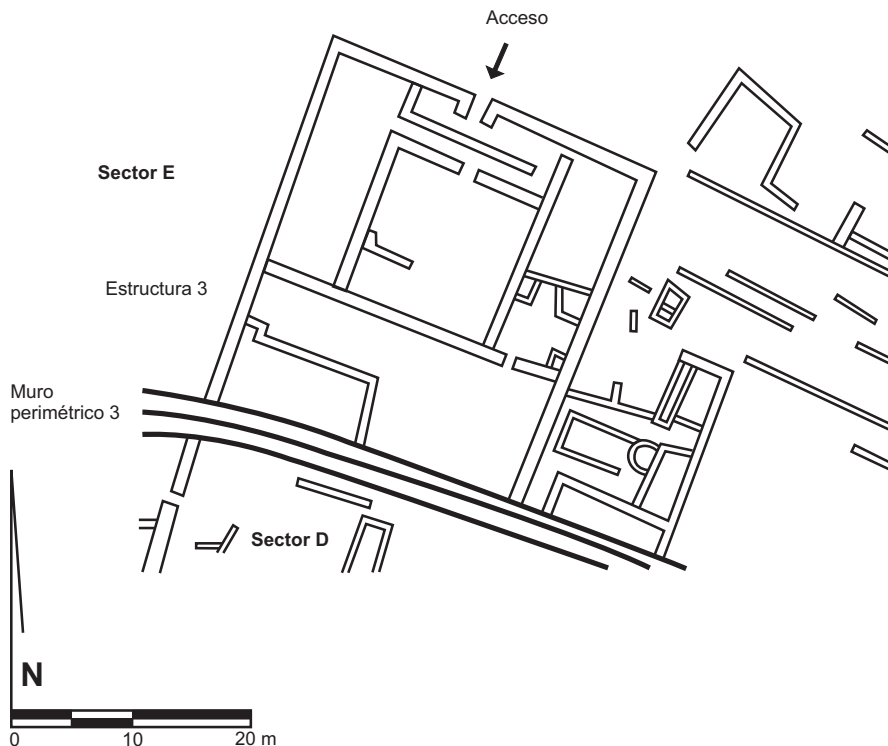 Acceso
Sector E
Estructura 3
Muro
perimétrico 3
Sector D
N
0 10 20 m